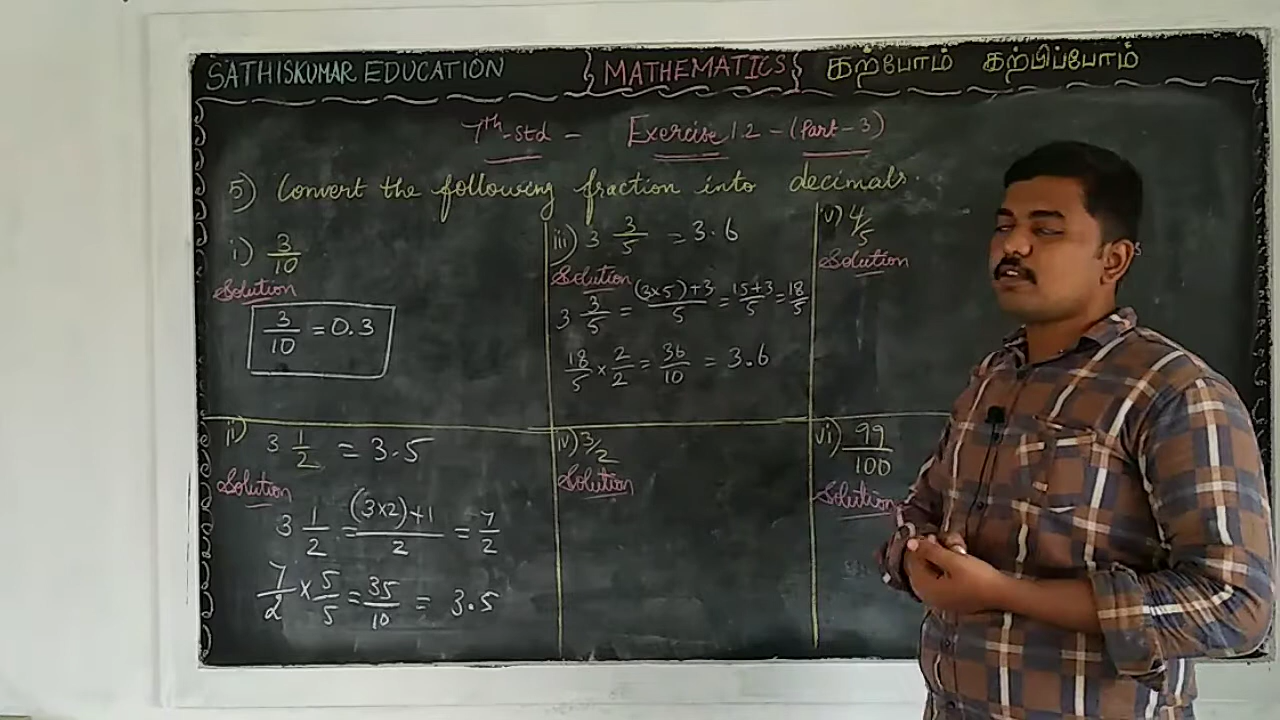 SATHISKUMAR EDUCATION { MATHEMATICS } கற்போம் கற்பிப்போம்
7th-Std - Exercise 1.2 - (Part-3)
5) Convert the following fraction into decimals.
i) 3/10
Solution
3/10 = 0.3
ii) 3 1/2 = 3.5
Solution
3 1/2 = (3×2)+1/2 = 7/2
7/2 × 5/5 = 35/10 = 3.5
iii) 3 3/5 = 3.6
Solution
3 3/5 = (3×5)+3/5 = 15+3/5 = 18/5
18/5 × 2/2 = 36/10 = 3.6
iv) 3/2
Solution
v) 4/5
Solution
vi) 99/100
Solution